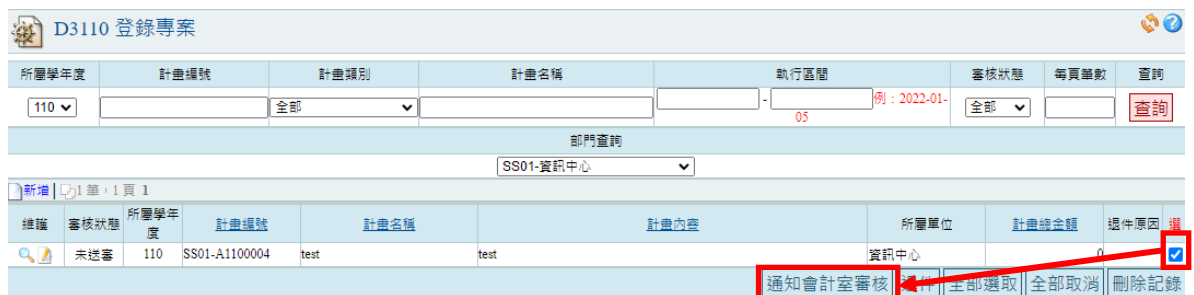 D3110 登錄專案
所屬學年度 計畫編號 計畫類別 計畫名稱 執行區間 審核狀態 每頁筆數 查詢
110 全部 - 例：2022-01-05 全部 查詢
部門查詢
SS01-資訊中心
新增 | 1 筆，1 頁 1
維護 審核狀態 所屬學年度 計畫編號 計畫名稱 計畫內容 所屬單位 計畫總金額 退件原因 選
未送審 110 SS01-A1100004 test test 資訊中心 0
通知會計室審核 退件 全部選取 全部取消 刪除記錄